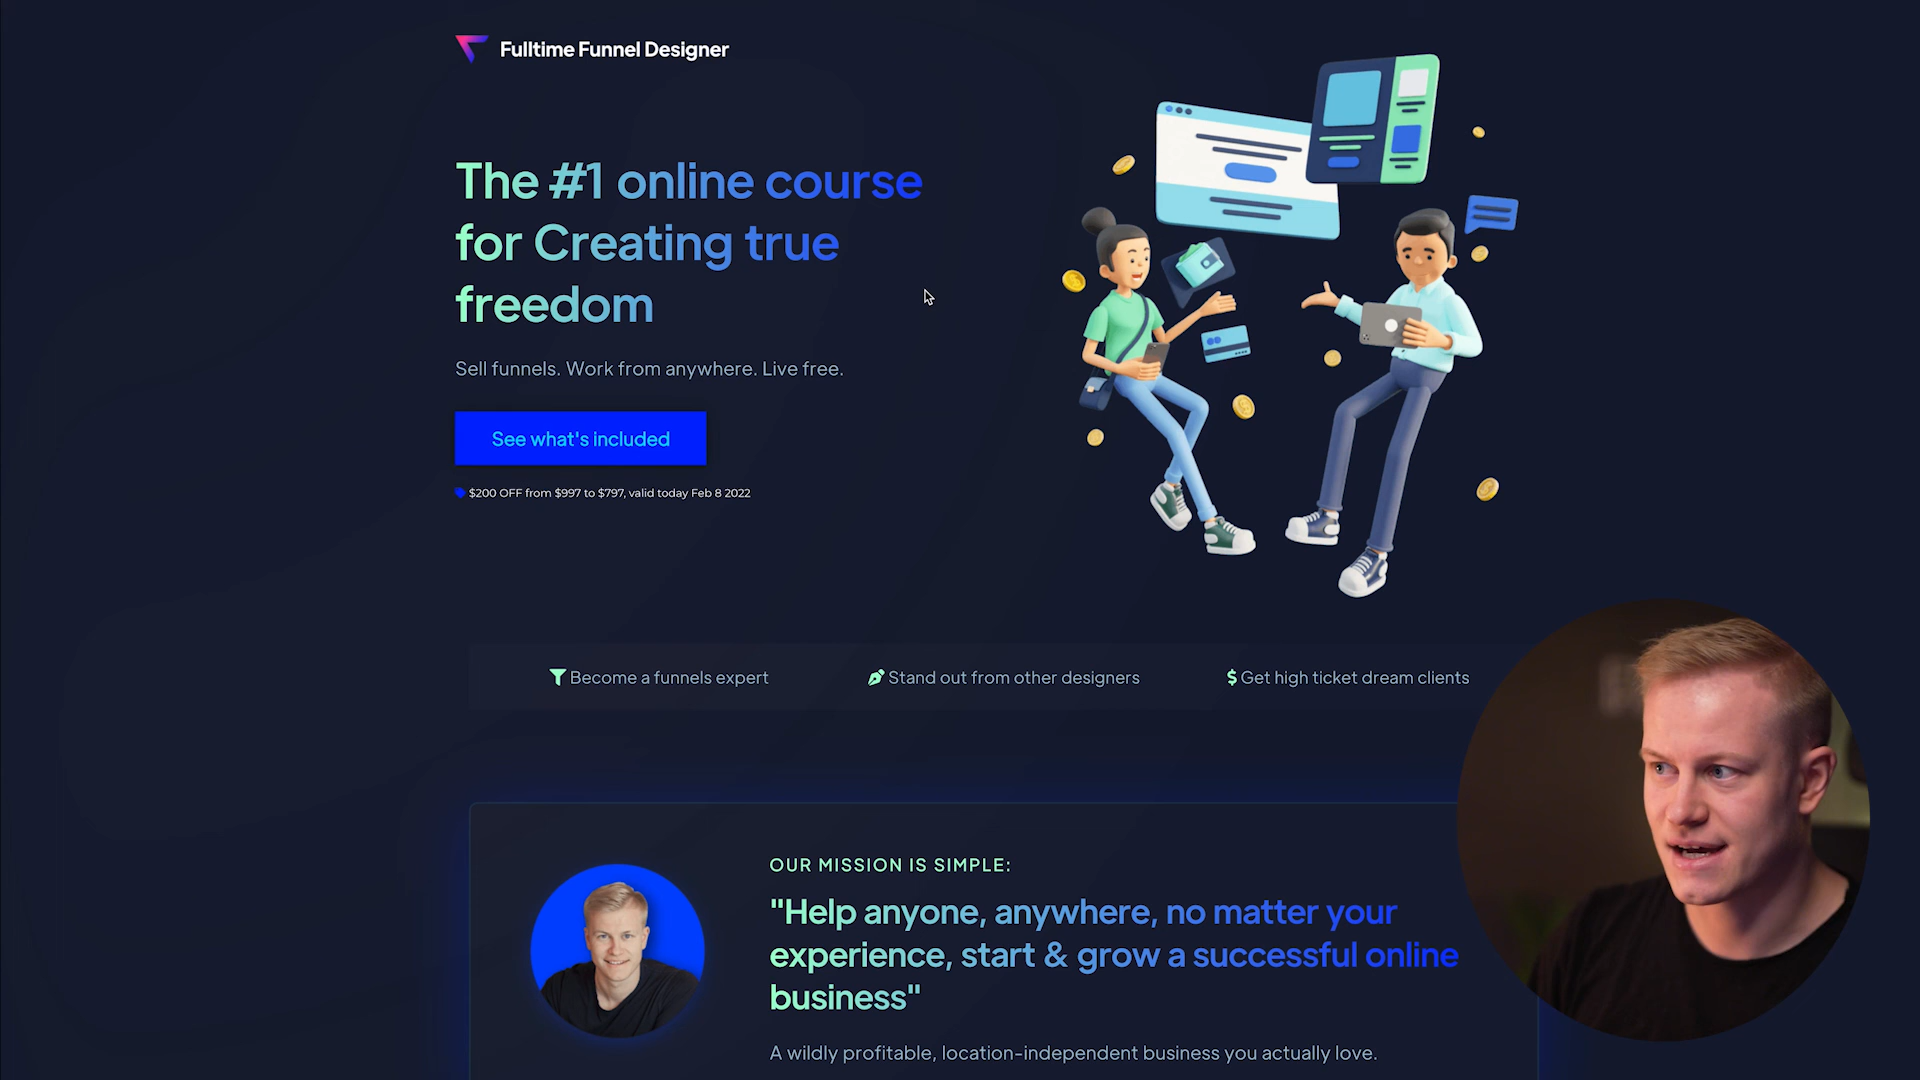 Fulltime Funnel Designer
The #1 online course
for Creating true
freedom
Sell funnels. Work from anywhere. Live free.
See what's included
$200 OFF from $997 to $797, valid today Feb 8 2022
Become a funnels expert
Stand out from other designers
$ Get high ticket dream clients
OUR MISSION IS SIMPLE:
"Help anyone, anywhere, no matter your
experience, start & grow a successful online
business"
A wildly profitable, location-independent business you actually love.